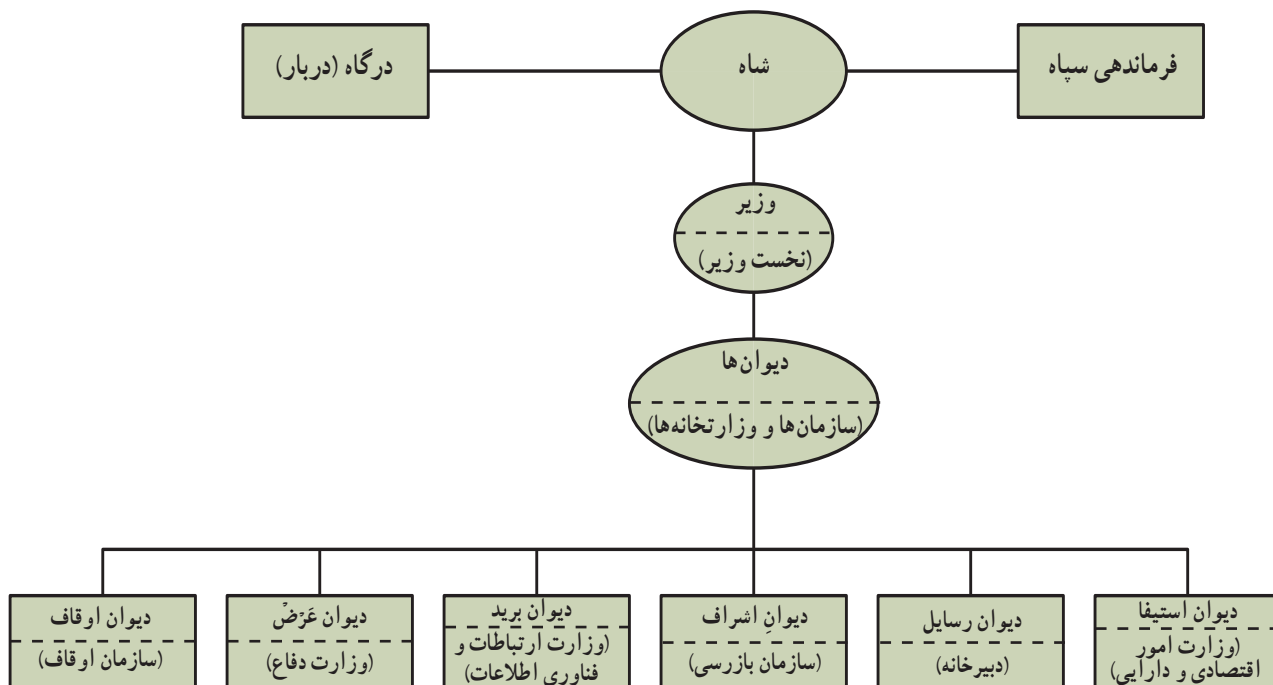 فرماندهی سپاه
شاه
درگاه (دربار)
وزیر
(نخست وزیر)
دیوان‌ها
(سازمان‌ها و وزارتخانه‌ها)
دیوان استیفا
(وزارت امور
اقتصادی و دارایی)
دیوان رسایل
(دبیرخانه)
دیوانِ اشراف
(سازمان بازرسی)
دیوان برید
(وزارت ارتباطات و
فناوری اطلاعات)
دیوان عَرْضْ
(وزارت دفاع)
دیوان اوقاف
(سازمان اوقاف)